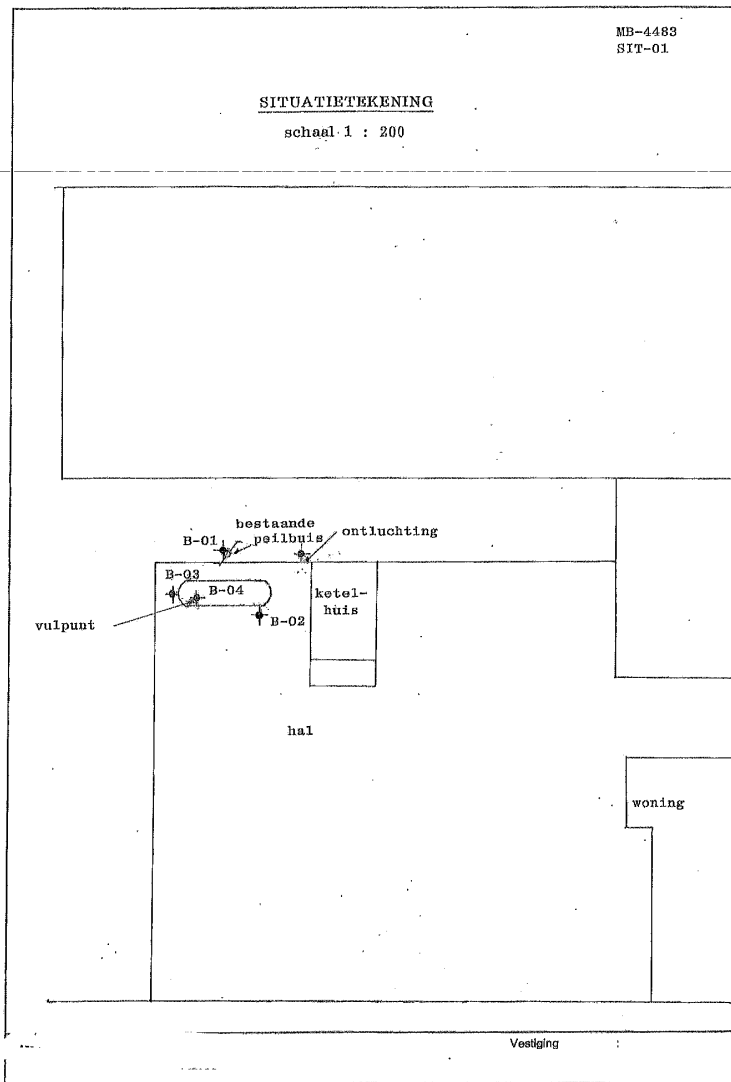 MB-4483
SIT-01
SITUATIETEKENING
schaal 1 : 200
bestaande
B-01
peilbuis
ontluchting
B-03
B-04
ketel-
huis
vulpunt
B-02
hal
woning
Vestiging :